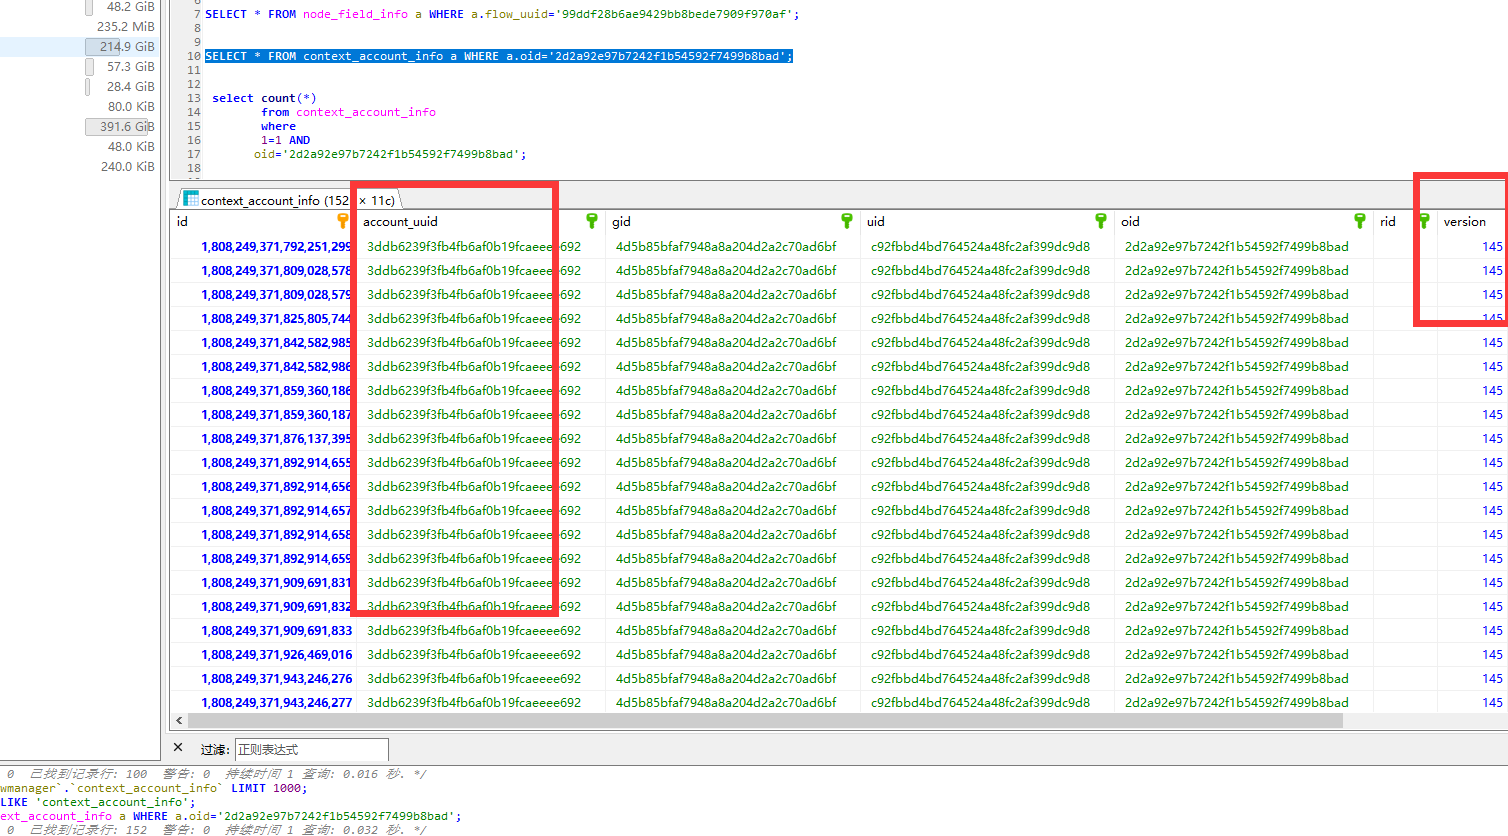 48.2 GiB
235.2 MiB
214.9 GiB
57.3 GiB
28.4 GiB
80.0 KiB
391.6 GiB
48.0 KiB
240.0 KiB
7 SELECT * FROM node_field_info a WHERE a.flow_uuid='99ddf28b6ae9429bb8bede7909f970af';
8
9
10 SELECT * FROM context_account_info a WHERE a.oid='2d2a92e97b7242f1b54592f7499b8bad';
11
12
13 select count(*)
14 from context_account_info
15 where
16 1=1 AND
17 oid='2d2a92e97b7242f1b54592f7499b8bad';
18
context_account_info (152 × 11c)
id account_uuid gid uid oid rid version
1,808,249,371,792,251,299 3ddb6239f3fb4fb6af0b19fcaeeee692 4d5b85bfaf7948a8a204d2a2c70ad6bf c92fbbd4bd764524a48fc2af399dc9d8 2d2a92e97b7242f1b54592f7499b8bad 145
1,808,249,371,809,028,578 3ddb6239f3fb4fb6af0b19fcaeeee692 4d5b85bfaf7948a8a204d2a2c70ad6bf c92fbbd4bd764524a48fc2af399dc9d8 2d2a92e97b7242f1b54592f7499b8bad 145
1,808,249,371,809,028,579 3ddb6239f3fb4fb6af0b19fcaeeee692 4d5b85bfaf7948a8a204d2a2c70ad6bf c92fbbd4bd764524a48fc2af399dc9d8 2d2a92e97b7242f1b54592f7499b8bad 145
1,808,249,371,825,805,744 3ddb6239f3fb4fb6af0b19fcaeeee692 4d5b85bfaf7948a8a204d2a2c70ad6bf c92fbbd4bd764524a48fc2af399dc9d8 2d2a92e97b7242f1b54592f7499b8bad 145
1,808,249,371,842,582,985 3ddb6239f3fb4fb6af0b19fcaeeee692 4d5b85bfaf7948a8a204d2a2c70ad6bf c92fbbd4bd764524a48fc2af399dc9d8 2d2a92e97b7242f1b54592f7499b8bad 145
1,808,249,371,842,582,986 3ddb6239f3fb4fb6af0b19fcaeeee692 4d5b85bfaf7948a8a204d2a2c70ad6bf c92fbbd4bd764524a48fc2af399dc9d8 2d2a92e97b7242f1b54592f7499b8bad 145
1,808,249,371,859,360,186 3ddb6239f3fb4fb6af0b19fcaeeee692 4d5b85bfaf7948a8a204d2a2c70ad6bf c92fbbd4bd764524a48fc2af399dc9d8 2d2a92e97b7242f1b54592f7499b8bad 145
1,808,249,371,859,360,187 3ddb6239f3fb4fb6af0b19fcaeeee692 4d5b85bfaf7948a8a204d2a2c70ad6bf c92fbbd4bd764524a48fc2af399dc9d8 2d2a92e97b7242f1b54592f7499b8bad 145
1,808,249,371,876,137,395 3ddb6239f3fb4fb6af0b19fcaeeee692 4d5b85bfaf7948a8a204d2a2c70ad6bf c92fbbd4bd764524a48fc2af399dc9d8 2d2a92e97b7242f1b54592f7499b8bad 145
1,808,249,371,892,914,655 3ddb6239f3fb4fb6af0b19fcaeeee692 4d5b85bfaf7948a8a204d2a2c70ad6bf c92fbbd4bd764524a48fc2af399dc9d8 2d2a92e97b7242f1b54592f7499b8bad 145
1,808,249,371,892,914,656 3ddb6239f3fb4fb6af0b19fcaeeee692 4d5b85bfaf7948a8a204d2a2c70ad6bf c92fbbd4bd764524a48fc2af399dc9d8 2d2a92e97b7242f1b54592f7499b8bad 145
1,808,249,371,892,914,657 3ddb6239f3fb4fb6af0b19fcaeeee692 4d5b85bfaf7948a8a204d2a2c70ad6bf c92fbbd4bd764524a48fc2af399dc9d8 2d2a92e97b7242f1b54592f7499b8bad 145
1,808,249,371,892,914,658 3ddb6239f3fb4fb6af0b19fcaeeee692 4d5b85bfaf7948a8a204d2a2c70ad6bf c92fbbd4bd764524a48fc2af399dc9d8 2d2a92e97b7242f1b54592f7499b8bad 145
1,808,249,371,892,914,659 3ddb6239f3fb4fb6af0b19fcaeeee692 4d5b85bfaf7948a8a204d2a2c70ad6bf c92fbbd4bd764524a48fc2af399dc9d8 2d2a92e97b7242f1b54592f7499b8bad 145
1,808,249,371,909,691,831 3ddb6239f3fb4fb6af0b19fcaeeee692 4d5b85bfaf7948a8a204d2a2c70ad6bf c92fbbd4bd764524a48fc2af399dc9d8 2d2a92e97b7242f1b54592f7499b8bad 145
1,808,249,371,909,691,832 3ddb6239f3fb4fb6af0b19fcaeeee692 4d5b85bfaf7948a8a204d2a2c70ad6bf c92fbbd4bd764524a48fc2af399dc9d8 2d2a92e97b7242f1b54592f7499b8bad 145
1,808,249,371,909,691,833 3ddb6239f3fb4fb6af0b19fcaeeee692 4d5b85bfaf7948a8a204d2a2c70ad6bf c92fbbd4bd764524a48fc2af399dc9d8 2d2a92e97b7242f1b54592f7499b8bad 145
1,808,249,371,926,469,016 3ddb6239f3fb4fb6af0b19fcaeeee692 4d5b85bfaf7948a8a204d2a2c70ad6bf c92fbbd4bd764524a48fc2af399dc9d8 2d2a92e97b7242f1b54592f7499b8bad 145
1,808,249,371,943,246,276 3ddb6239f3fb4fb6af0b19fcaeeee692 4d5b85bfaf7948a8a204d2a2c70ad6bf c92fbbd4bd764524a48fc2af399dc9d8 2d2a92e97b7242f1b54592f7499b8bad 145
1,808,249,371,943,246,277 3ddb6239f3fb4fb6af0b19fcaeeee692 4d5b85bfaf7948a8a204d2a2c70ad6bf c92fbbd4bd764524a48fc2af399dc9d8 2d2a92e97b7242f1b54592f7499b8bad 145
过滤: 正则表达式
0 已找到记录行: 100 警告: 0 持续时间 1 查询: 0.016 秒. */
wmanager`.`context_account_info` LIMIT 1000;
LIKE 'context_account_info';
ext_account_info a WHERE a.oid='2d2a92e97b7242f1b54592f7499b8bad';
0 已找到记录行: 152 警告: 0 持续时间 1 查询: 0.032 秒. */